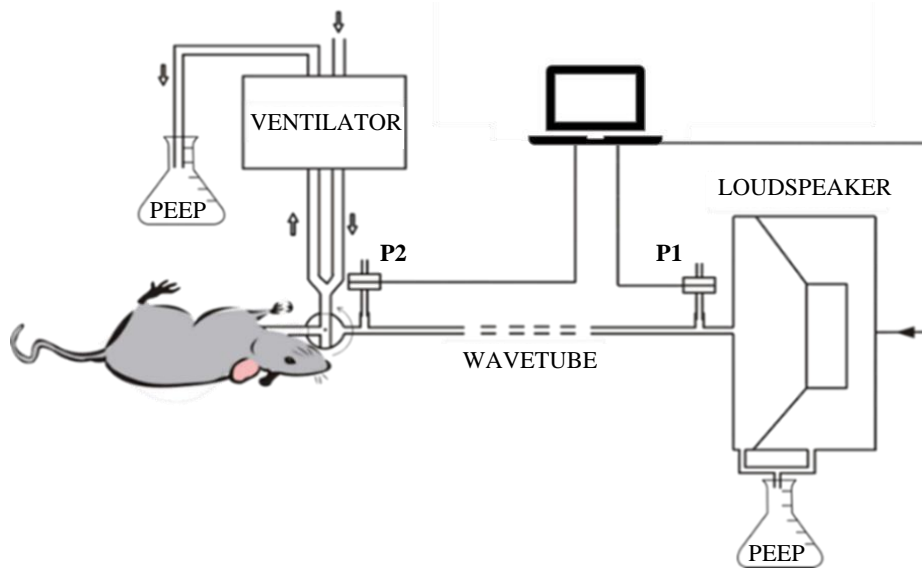 VENTILATOR
LOUDSPEAKER
PEEP
P2
P1
WAVETUBE
PEEP